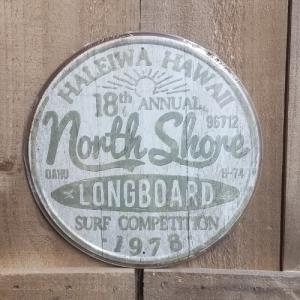 HALEIWA HAWAII
18th ANNUAL
96712
North Shore
OAHU H-74
LONGBOARD
SURF COMPETITION
1978